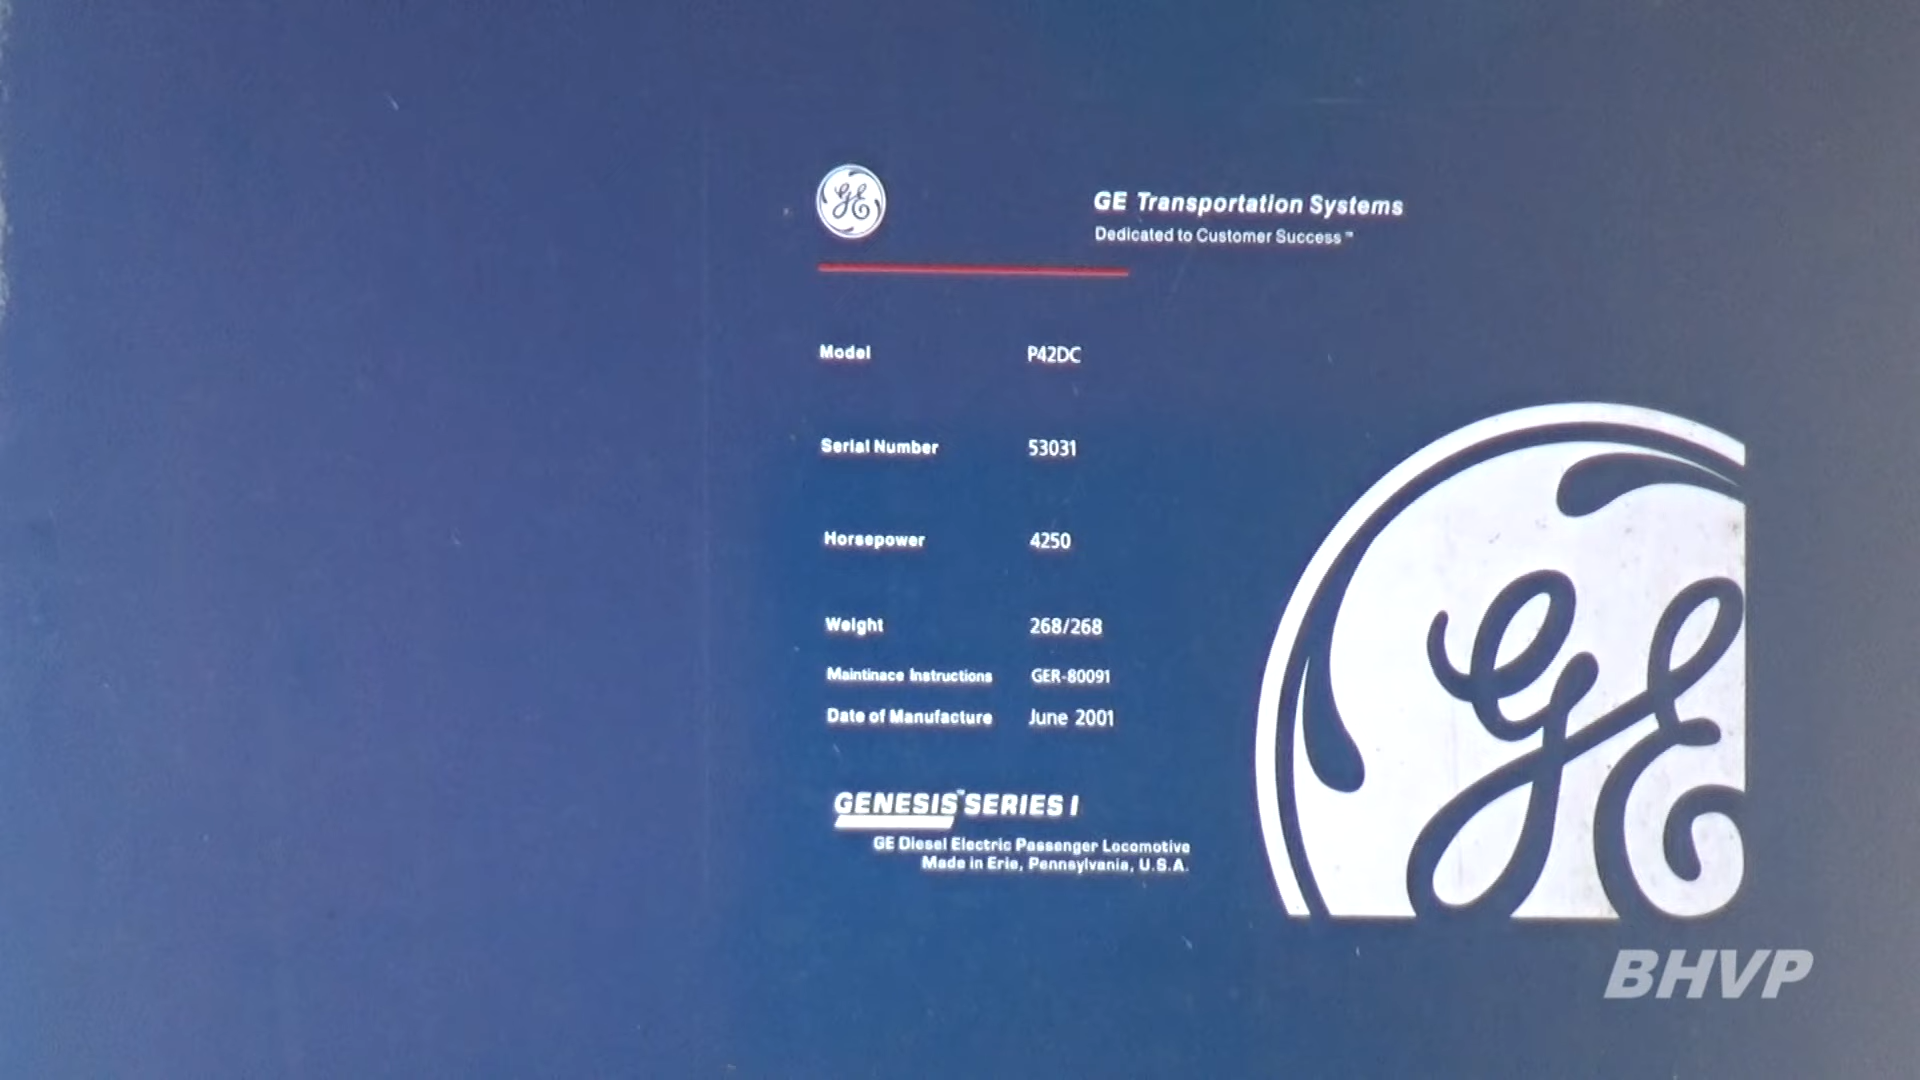 GE
GE Transportation Systems
Dedicated to Customer Success™
Model P42DC
Serial Number 53031
Horsepower 4250
Weight 268/268
Maintinace Instructions GER-80091
Date of Manufacture June 2001
GENESIS™ SERIES I
GE Diesel Electric Passenger Locomotive
Made in Erie, Pennsylvania, U.S.A.
GE
BHVP